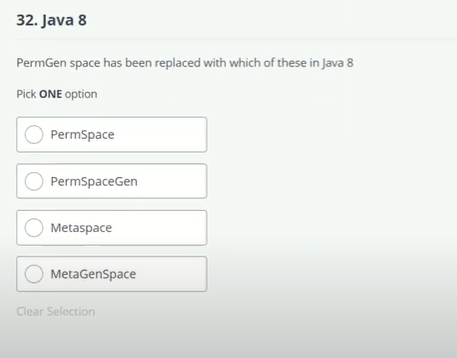 32. Java 8
PermGen space has been replaced with which of these in Java 8
Pick ONE option
PermSpace
PermSpaceGen
Metaspace
MetaGenSpace
Clear Selection